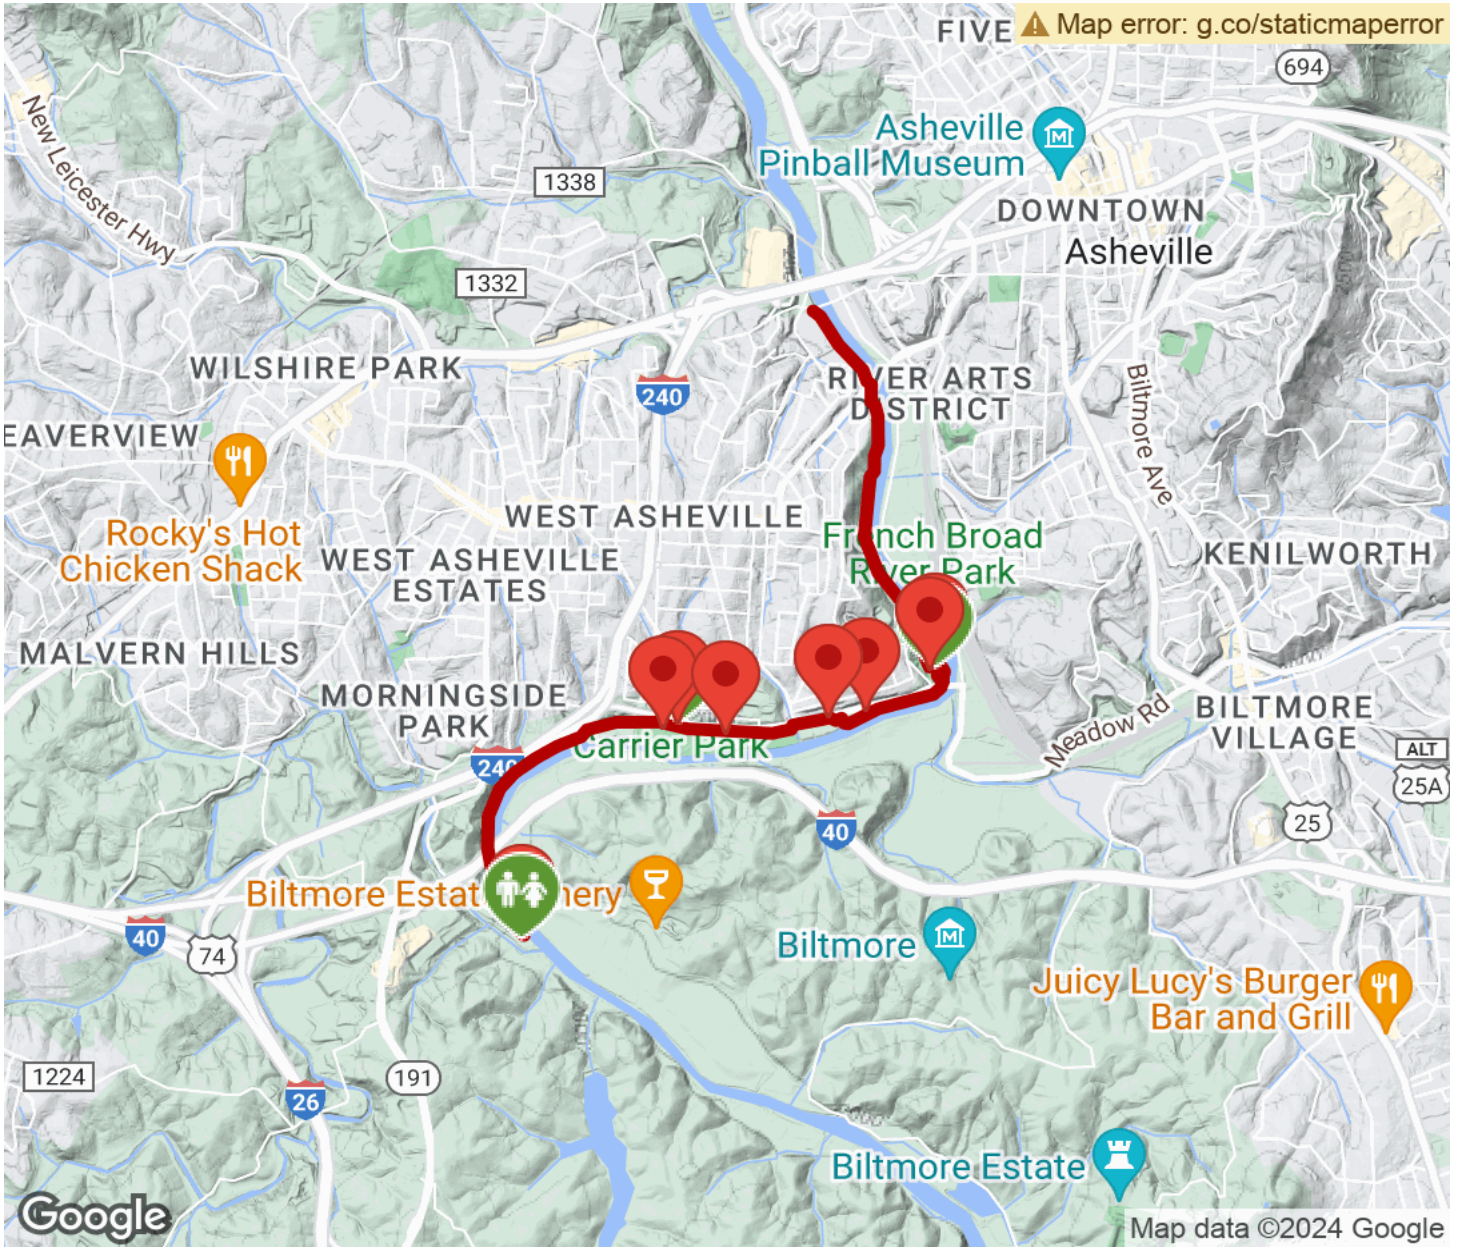 FIVE
Map error: g.co/staticmaperror
694
New Leicester Hwy
Asheville
Pinball Museum
1338
DOWNTOWN
Asheville
1332
WILSHIRE PARK
240
RIVER ARTS
DISTRICT
Biltmore Ave
EAVERVIEW
Rocky's Hot
Chicken Shack
WEST ASHEVILLE
WEST ASHEVILLE
ESTATES
French Broad
River Park
KENILWORTH
MALVERN HILLS
MORNINGSIDE
PARK
Carrier Park
Meadow Rd
BILTMORE
VILLAGE
ALT
25A
240
25
40
Biltmore Estat nery
40
74
Biltmore
Juicy Lucy's Burger
Bar and Grill
1224
191
26
Biltmore Estate
Google
Map data ©2024 Google